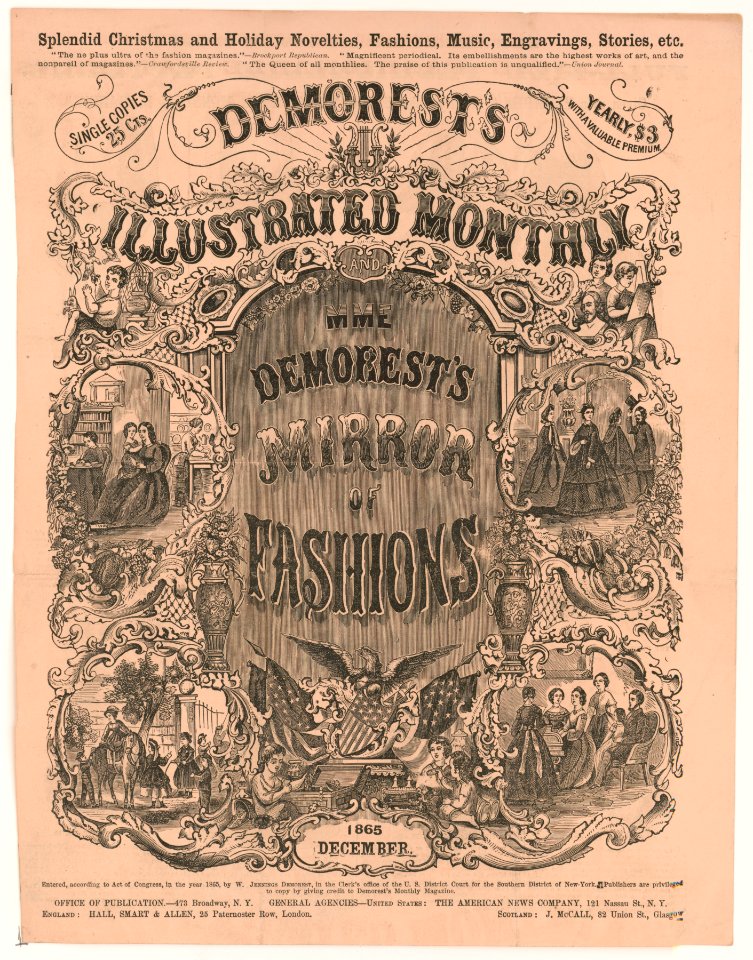 Splendid Christmas and Holiday Novelties, Fashions, Music, Engravings, Stories, etc.
"The ne plus ultra of the fashion magazines."—Brockport Republican. "Magnificent periodical. Its embellishments are the highest works of art, and the
nonpareil of magazines."—Crawfordsville Review. "The Queen of all monthlies. The praise of this publication is unqualified."—Union Journal.
SINGLE COPIES
25 CTS.
DEMOREST'S
YEARLY, $3
WITH A VALUABLE PREMIUM.
ILLUSTRATED MONTHLY
AND
MME
DEMOREST'S
MIRROR
OF
FASHIONS
1865
DECEMBER.
Entered, according to Act of Congress, in the year 1865, by W. JENNINGS DEMOREST, in the Clerk's office of the U. S. District Court for the Southern District of New-York. Publishers are privileged
to copy by giving credit to Demorest's Monthly Magazine.
OFFICE OF PUBLICATION.—473 Broadway, N. Y. GENERAL AGENCIES—UNITED STATES: THE AMERICAN NEWS COMPANY, 121 Nassau St., N. Y.
ENGLAND: HALL, SMART & ALLEN, 25 Paternoster Row, London. SCOTLAND: J. McCALL, 82 Union St., Glasgow